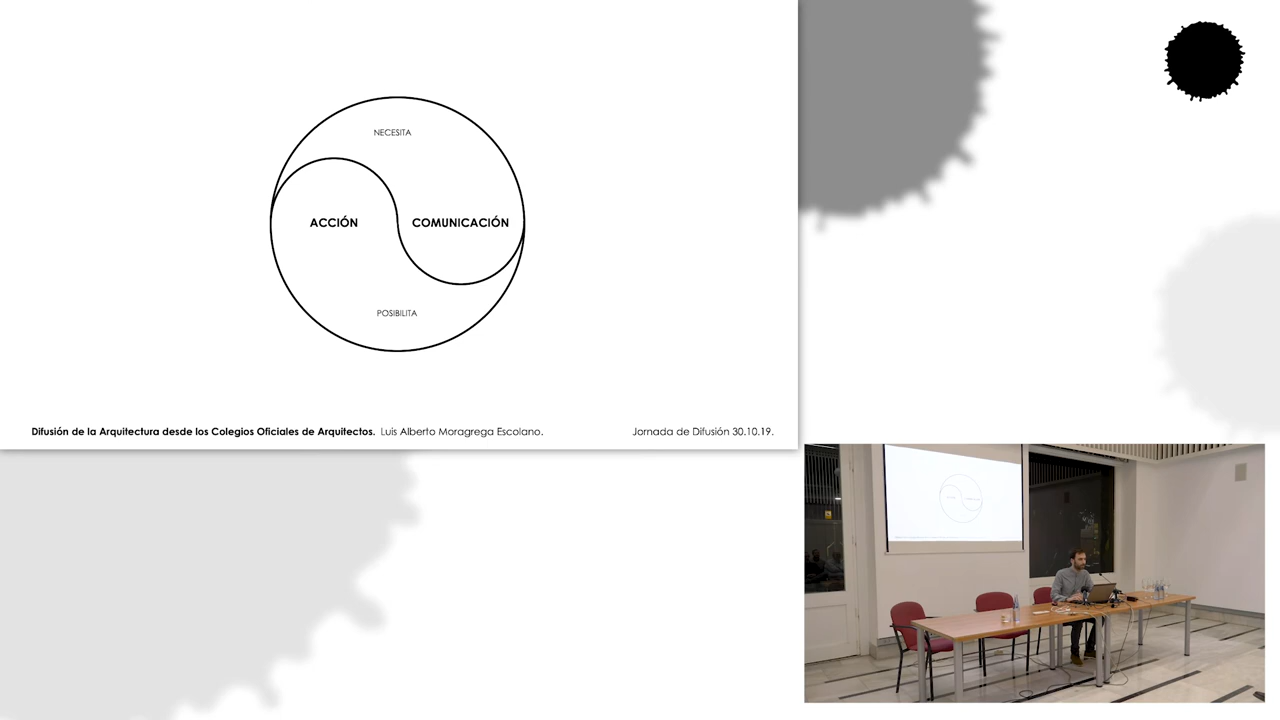 NECESITA
ACCIÓN
COMUNICACIÓN
POSIBILITA
Difusión de la Arquitectura desde los Colegios Oficiales de Arquitectos. Luis Alberto Moragrega Escolano.
Jornada de Difusión 30.10.19.